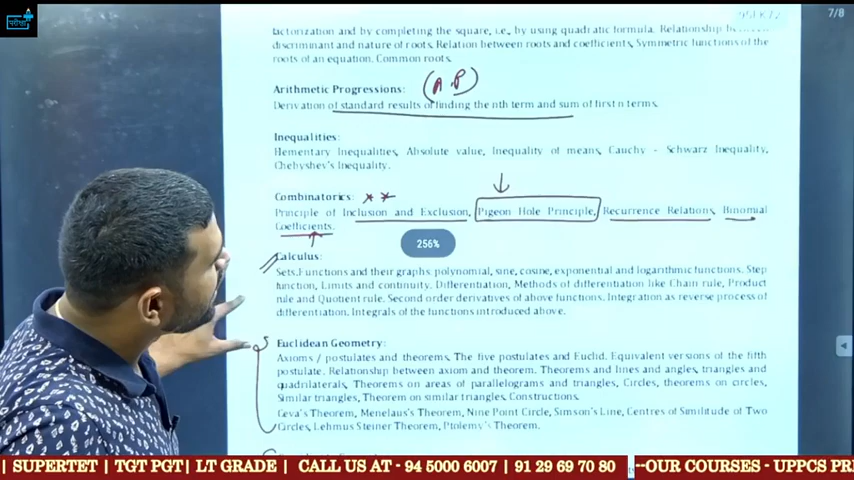 परीक्षा
95EK72
7/8
factorization and by completing the square, i.e., by using quadratic formula. Relationship between
discriminant and nature of roots. Relation between roots and coefficients, Symmetric functions of the
roots of an equation. Common roots.
Arithmetic Progressions: (A.P)
Derivation of standard results of finding the nth term and sum of first n terms.
Inequalities:
Elementary Inequalities, Absolute value, Inequality of means, Cauchy - Schwarz Inequality,
Chebyshev's Inequality.
Combinatorics:
Principle of Inclusion and Exclusion, Pigeon Hole Principle, Recurrence Relations, Binomial
Coefficients.
256%
Calculus:
Sets, Functions and their graphs, polynomial, sine, cosine, exponential and logarithmic functions. Step
function, Limits and continuity. Differentiation, Methods of differentiation like Chain rule, Product
rule and Quotient rule. Second order derivatives of above functions. Integration as reverse process of
differentiation. Integrals of the functions introduced above.
Euclidean Geometry:
Axioms / postulates and theorems. The five postulates and Euclid. Equivalent versions of the fifth
postulate. Relationship between axiom and theorem. Theorems and lines and angles, triangles and
quadrilaterals, Theorems on areas of parallelograms and triangles, Circles, theorems on circles,
Similar triangles, Theorem on similar triangles, Constructions.
Ceva's Theorem, Menelaus's Theorem, Nine Point Circle, Simson's Line, Centres of Similitude of Two
Circles, Lehmus Steiner Theorem, Ptolemy's Theorem.
| SUPERTET | TGT PGT | LT GRADE | CALL US AT - 94 5000 6007 | 91 29 69 70 80 --OUR COURSES - UPPCS PRE